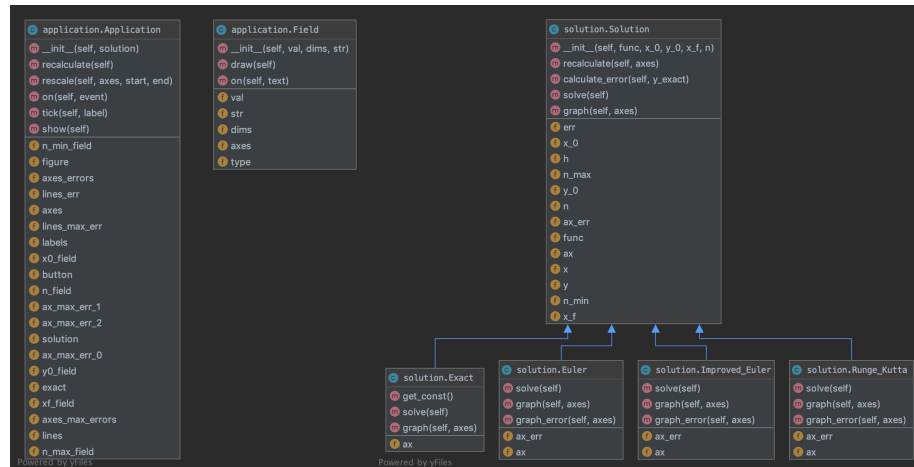 application.Application
__init__(self, solution)
recalculate(self)
rescale(self, axes, start, end)
on(self, event)
tick(self, label)
show(self)
n_min_field
figure
axes_errors
lines_err
axes
lines_max_err
labels
x0_field
button
n_field
ax_max_err_1
ax_max_err_2
solution
ax_max_err_0
y0_field
exact
xf_field
axes_max_errors
lines
n_max_field
Powered by yFiles
application.Field
__init__(self, val, dims, str)
draw(self)
on(self, text)
val
str
dims
axes
type
solution.Solution
__init__(self, func, x_0, y_0, x_f, n)
recalculate(self, axes)
calculate_error(self, y_exact)
solve(self)
graph(self, axes)
err
x_0
h
n_max
y_0
n
ax_err
func
ax
x
y
n_min
x_f
solution.Exact
get_const()
solve(self)
graph(self, axes)
ax
Powered by yFiles
solution.Euler
solve(self)
graph(self, axes)
graph_error(self, axes)
ax_err
ax
solution.Improved_Euler
solve(self)
graph(self, axes)
graph_error(self, axes)
ax_err
ax
solution.Runge_Kutta
solve(self)
graph(self, axes)
graph_error(self, axes)
ax_err
ax